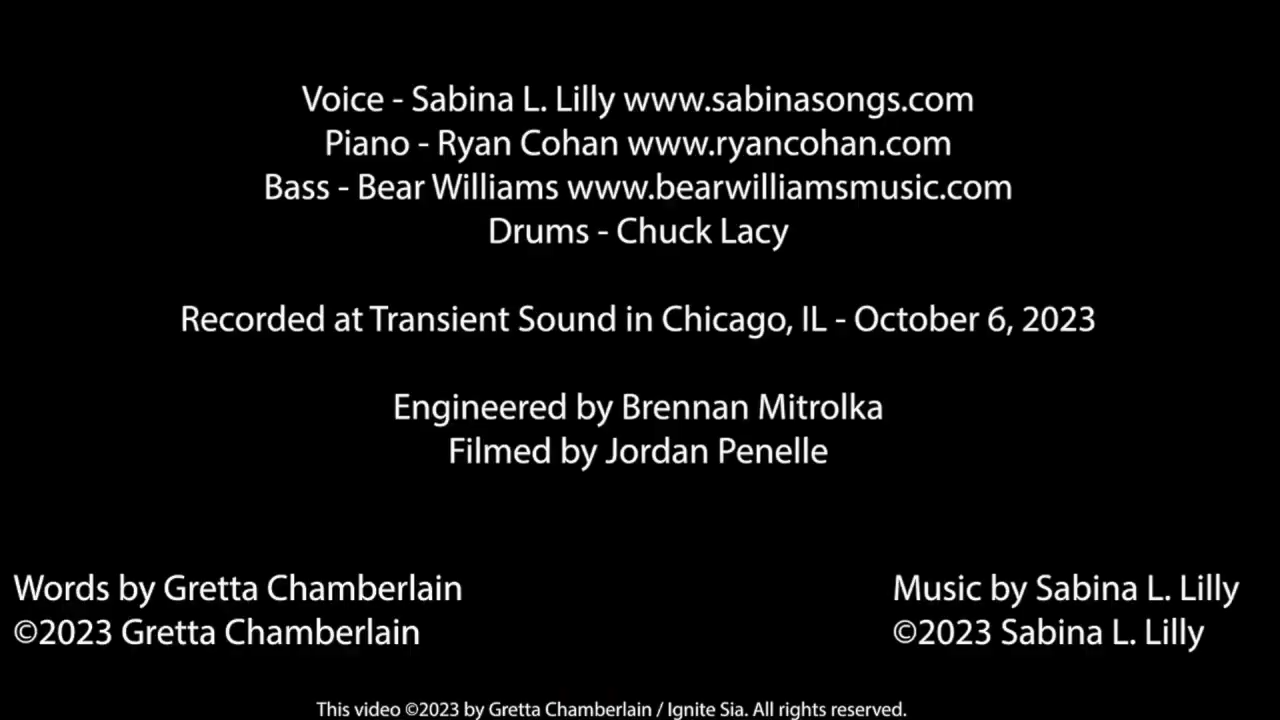 Voice - Sabina L. Lilly www.sabinasongs.com
Piano - Ryan Cohan www.ryancohan.com
Bass - Bear Williams www.bearwilliamsmusic.com
Drums - Chuck Lacy
Recorded at Transient Sound in Chicago, IL - October 6, 2023
Engineered by Brennan Mitrolka
Filmed by Jordan Penelle
Words by Gretta Chamberlain
©2023 Gretta Chamberlain
Music by Sabina L. Lilly
©2023 Sabina L. Lilly
This video ©2023 by Gretta Chamberlain / Ignite Sia. All rights reserved.